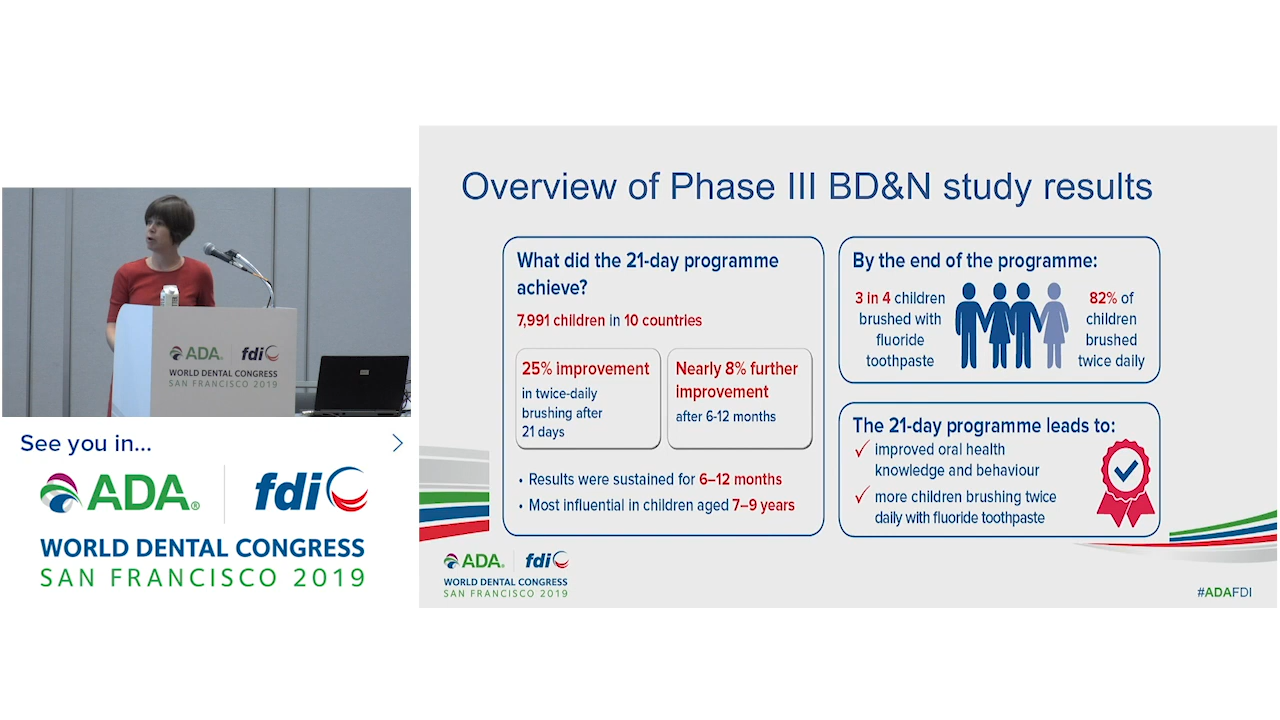 ADA. fdi
WORLD DENTAL CONGRESS
SAN FRANCISCO 2019
See you in...
ADA® fdi
WORLD DENTAL CONGRESS
SAN FRANCISCO 2019
Overview of Phase III BD&N study results
What did the 21-day programme
achieve?
7,991 children in 10 countries
25% improvement
in twice-daily
brushing after
21 days
Nearly 8% further
improvement
after 6-12 months
• Results were sustained for 6–12 months
• Most influential in children aged 7–9 years
By the end of the programme:
3 in 4 children
brushed with
fluoride
toothpaste
82% of
children
brushed
twice daily
The 21-day programme leads to:
✓ improved oral health
knowledge and behaviour
✓ more children brushing twice
daily with fluoride toothpaste
ADA. fdi
WORLD DENTAL CONGRESS
SAN FRANCISCO 2019
#ADAFDI